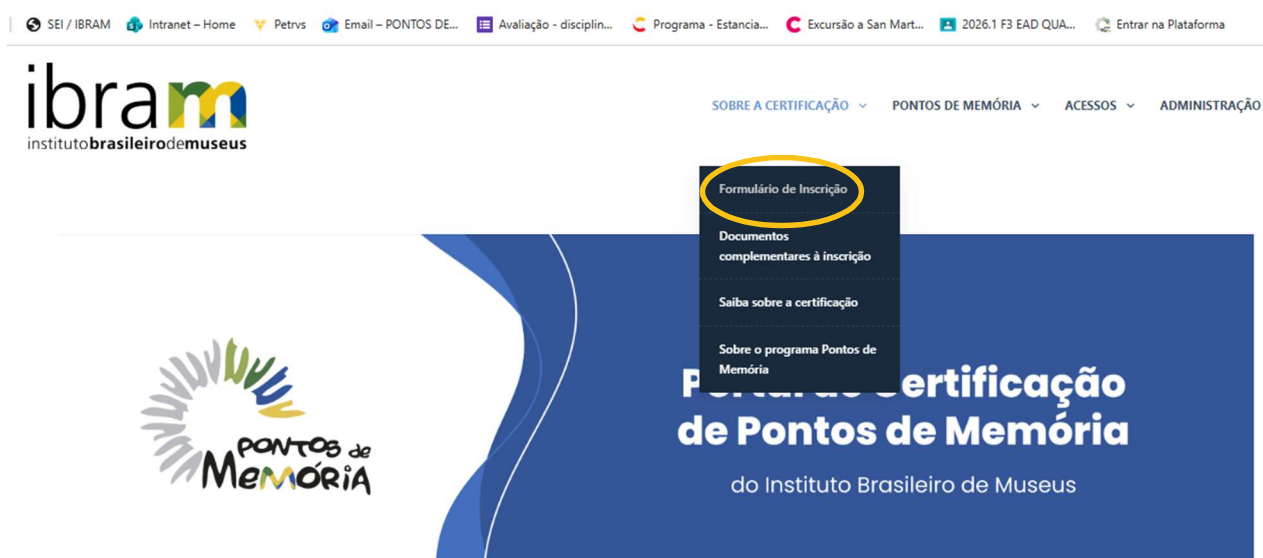 SEI / IBRAM Intranet – Home Petrvs Email – PONTOS DE... Avaliação - disciplin... Programa - Estancia... Excursão a San Mart... 2026.1 F3 EAD QUA... Entrar na Plataforma
ibram
institutobrasileirodemuseus
SOBRE A CERTIFICAÇÃO PONTOS DE MEMÓRIA ACESSOS ADMINISTRAÇÃO
Formulário de Inscrição
Documentos
complementares à inscrição
Saiba sobre a certificação
Sobre o programa Pontos de
Memória
PONTOS de
MEMÓRIA
de Pontos de Memória
do Instituto Brasileiro de Museus